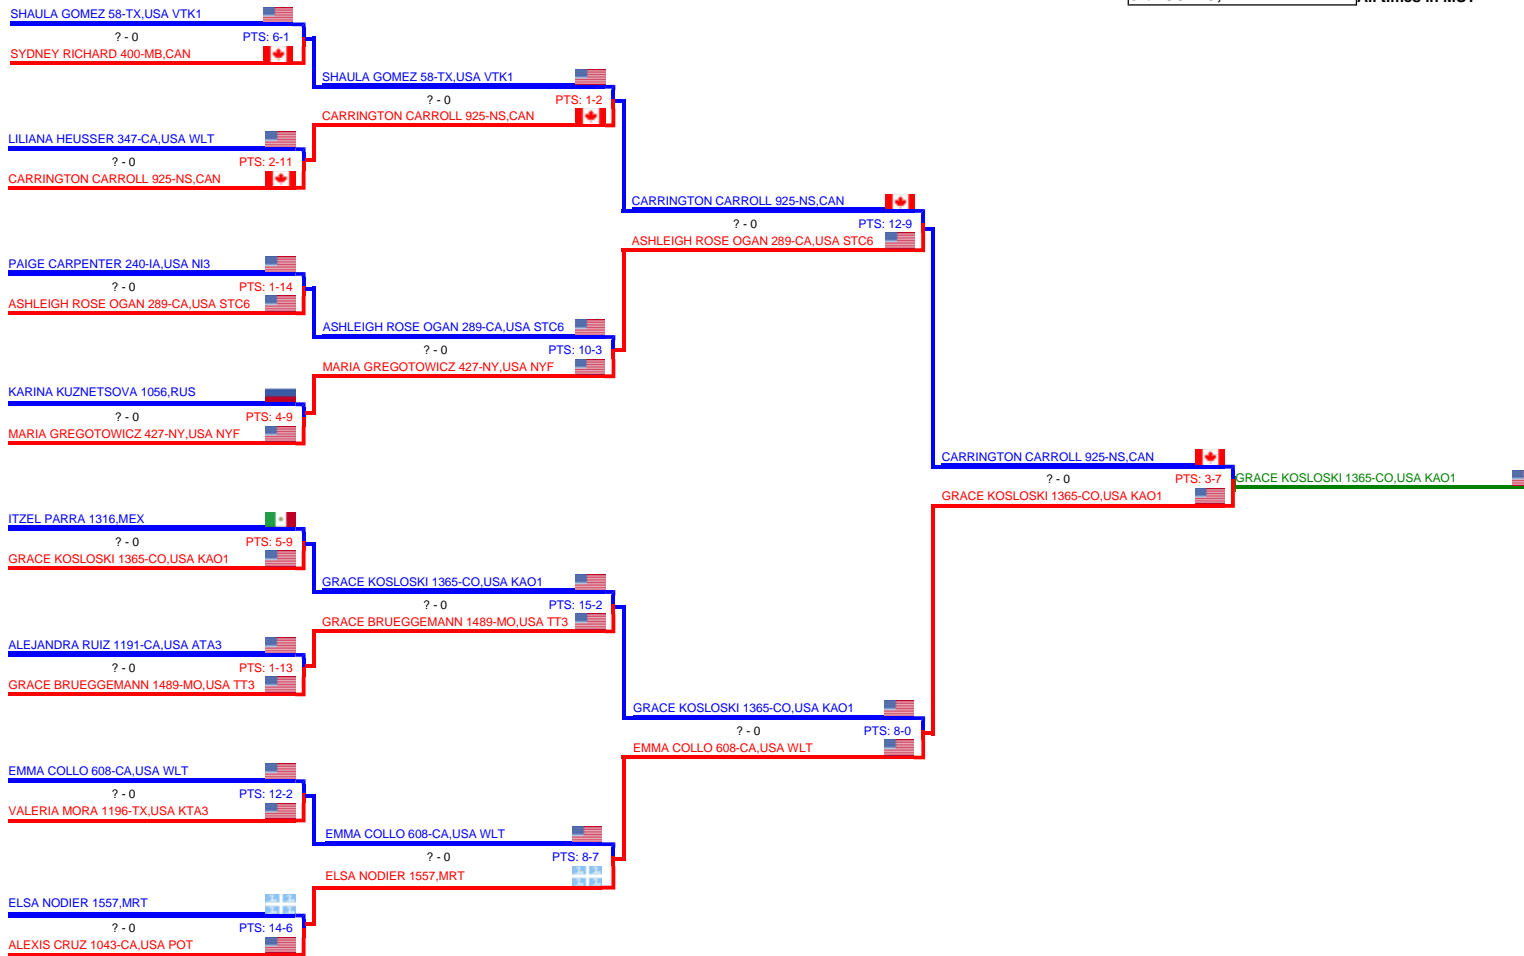 SHAULA GOMEZ 58-TX,USA VTK1
? - 0
PTS: 6-1
SYDNEY RICHARD 400-MB,CAN
SHAULA GOMEZ 58-TX,USA VTK1
? - 0
PTS: 1-2
CARRINGTON CARROLL 925-NS,CAN
LILIANA HEUSSER 347-CA,USA WLT
? - 0
PTS: 2-11
CARRINGTON CARROLL 925-NS,CAN
CARRINGTON CARROLL 925-NS,CAN
? - 0
PTS: 12-9
ASHLEIGH ROSE OGAN 289-CA,USA STC6
PAIGE CARPENTER 240-IA,USA NI3
? - 0
PTS: 1-14
ASHLEIGH ROSE OGAN 289-CA,USA STC6
ASHLEIGH ROSE OGAN 289-CA,USA STC6
? - 0
PTS: 10-3
MARIA GREGOTOWICZ 427-NY,USA NYF
KARINA KUZNETSOVA 1056,RUS
? - 0
PTS: 4-9
MARIA GREGOTOWICZ 427-NY,USA NYF
CARRINGTON CARROLL 925-NS,CAN
? - 0
PTS: 3-7
GRACE KOSLOSKI 1365-CO,USA KAO1
GRACE KOSLOSKI 1365-CO,USA KAO1
ITZEL PARRA 1316,MEX
? - 0
PTS: 5-9
GRACE KOSLOSKI 1365-CO,USA KAO1
GRACE KOSLOSKI 1365-CO,USA KAO1
? - 0
PTS: 15-2
GRACE BRUEGGEMANN 1489-MO,USA TT3
ALEJANDRA RUIZ 1191-CA,USA ATA3
? - 0
PTS: 1-13
GRACE BRUEGGEMANN 1489-MO,USA TT3
GRACE KOSLOSKI 1365-CO,USA KAO1
? - 0
PTS: 8-0
EMMA COLLO 608-CA,USA WLT
EMMA COLLO 608-CA,USA WLT
? - 0
PTS: 12-2
VALERIA MORA 1196-TX,USA KTA3
EMMA COLLO 608-CA,USA WLT
? - 0
PTS: 8-7
ELSA NODIER 1557,MRT
ELSA NODIER 1557,MRT
? - 0
PTS: 14-6
ALEXIS CRUZ 1043-CA,USA POT